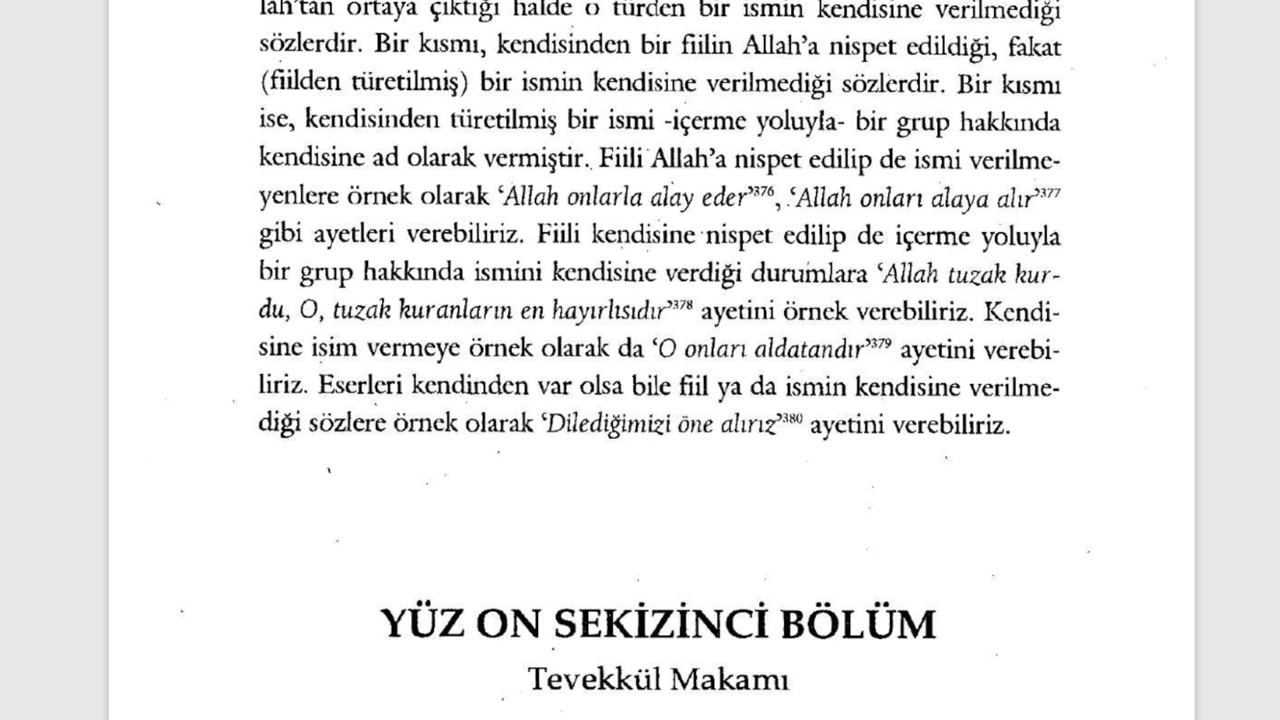 lah'tan ortaya çıktığı halde o türden bir ismin kendisine verilmediği
sözlerdir. Bir kısmı, kendisinden bir fiilin Allah'a nispet edildiği, fakat
(fiilden türetilmiş) bir ismin kendisine verilmediği sözlerdir. Bir kısmı
ise, kendisinden türetilmiş bir ismi -içerme yoluyla- bir grup hakkında
kendisine ad olarak vermiştir. Fiili Allah'a nispet edilip de ismi verilme-
yenlere örnek olarak 'Allah onlarla alay eder'³⁷⁶, 'Allah onları alaya alır'³⁷⁷
gibi ayetleri verebiliriz. Fiili kendisine nispet edilip de içerme yoluyla
bir grup hakkında ismini kendisine verdiği durumlara 'Allah tuzak kur-
du, O, tuzak kuranların en hayırlısıdır'³⁷⁸ ayetini örnek verebiliriz. Kendi-
sine isim vermeye örnek olarak da 'O onları aldatandır'³⁷⁹ ayetini verebi-
liriz. Eserleri kendinden var olsa bile fiil ya da ismin kendisine verilme-
diği sözlere örnek olarak 'Dilediğimizi öne alırız'³⁸⁰ ayetini verebiliriz.
YÜZ ON SEKİZİNCİ BÖLÜM
Tevekkül Makamı